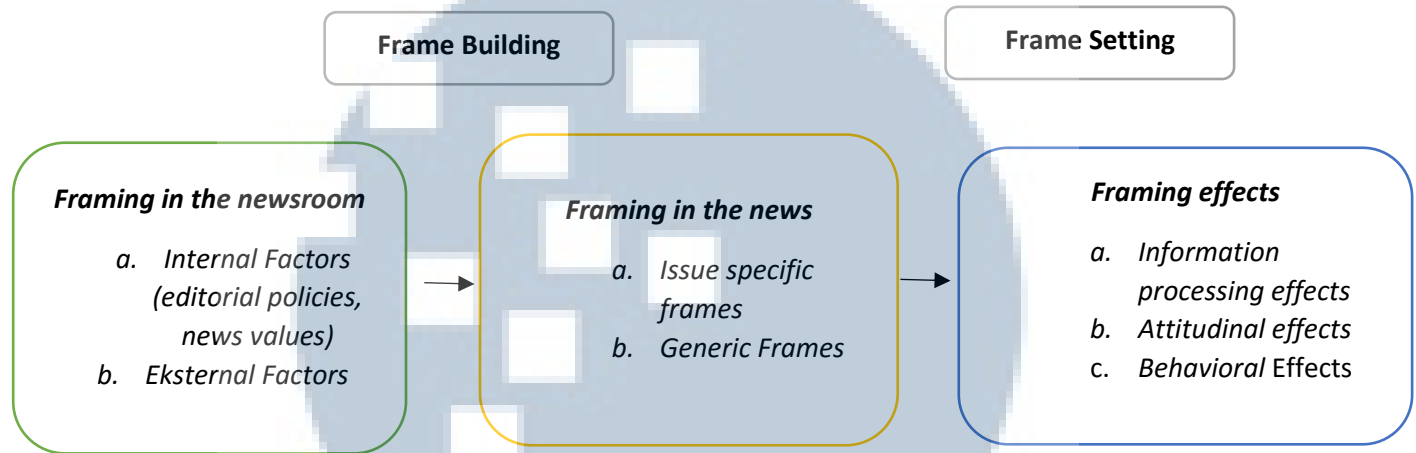 Frame Building
Frame Setting
Framing in the newsroom
a. Internal Factors
(editorial policies,
news values)
b. Eksternal Factors
Framing in the news
a. Issue specific
frames
b. Generic Frames
Framing effects
a. Information
processing effects
b. Attitudinal effects
c. Behavioral Effects